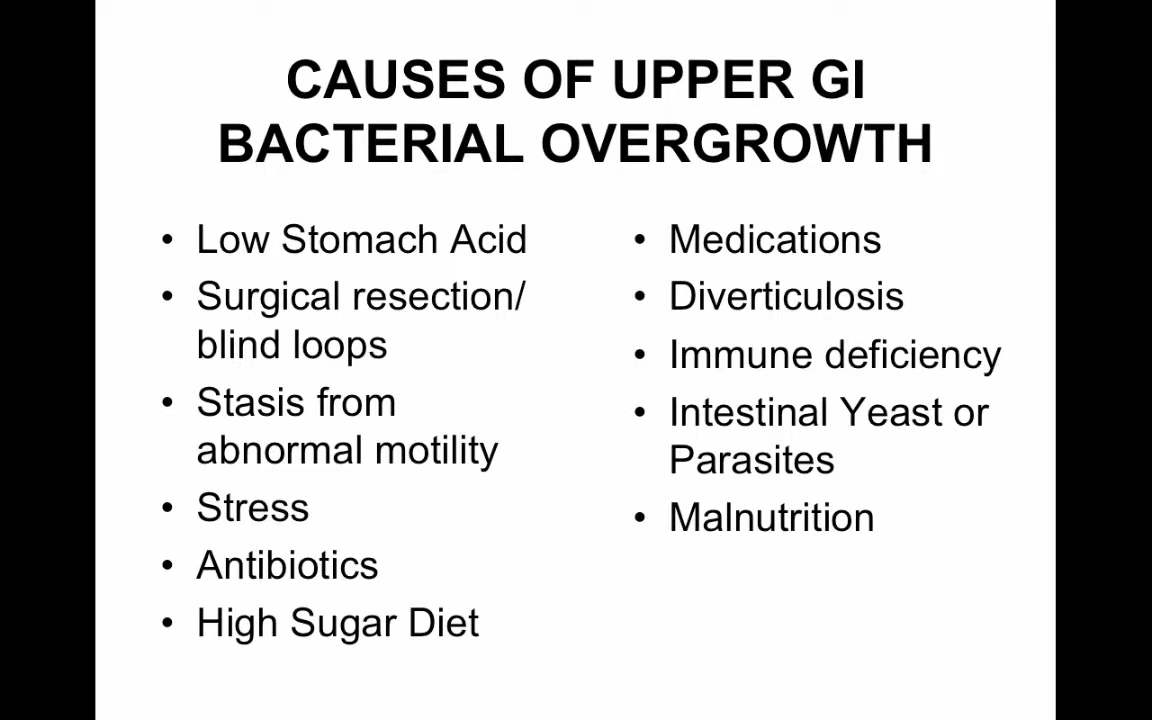 CAUSES OF UPPER GI
BACTERIAL OVERGROWTH
• Low Stomach Acid
• Surgical resection/
blind loops
• Stasis from
abnormal motility
• Stress
• Antibiotics
• High Sugar Diet
• Medications
• Diverticulosis
• Immune deficiency
• Intestinal Yeast or
Parasites
• Malnutrition